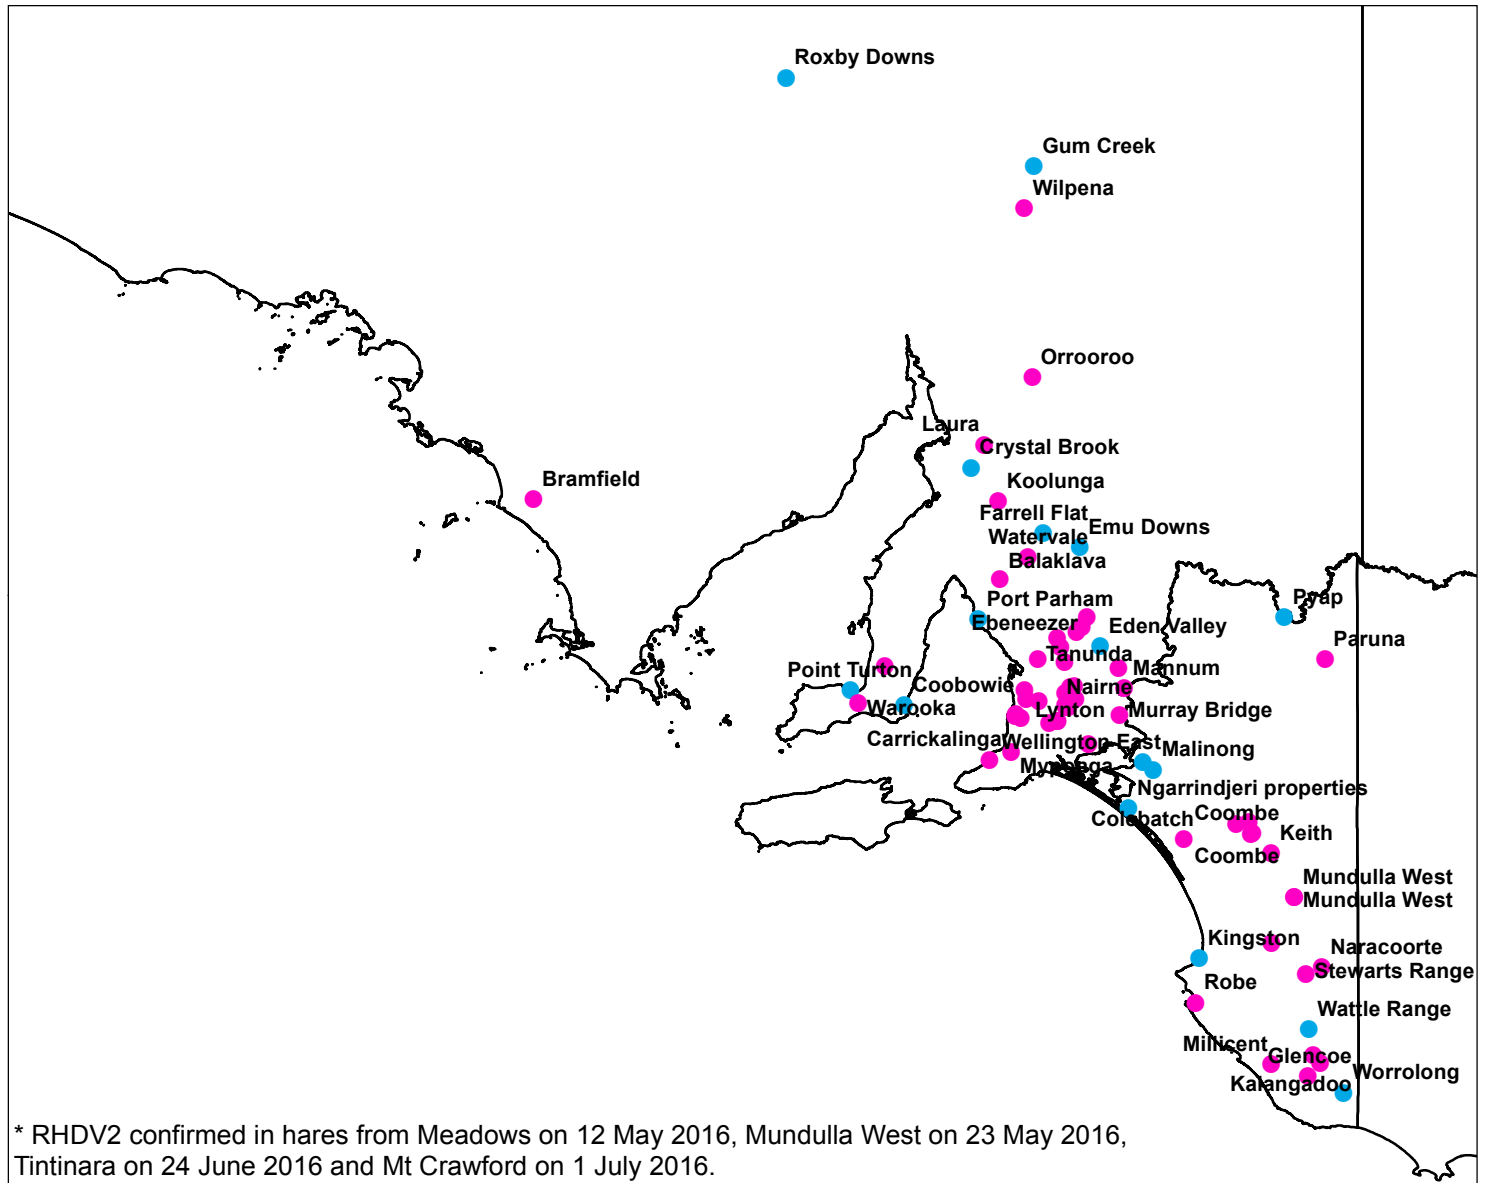 Roxby Downs
Gum Creek
Wilpena
Orrooroo
Laura
Crystal Brook
Bramfield
Koolunga
Farrell Flat
Emu Downs
Watervale
Balaklava
Port Parham
Pyap
Ebeneezer
Eden Valley
Paruna
Tanunda
Point Turton
Mannum
Coobowie
Nairne
Warooka
Lynton
Murray Bridge
Carrickalinga
Wellington East
Malinong
Myponga
Ngarrindjeri properties
Colebatch
Coombe
Keith
Coombe
Mundulla West
Mundulla West
Kingston
Naracoorte
Stewarts Range
Robe
Wattle Range
Millicent
Glencoe
Worrolong
Kalangadoo
* RHDV2 confirmed in hares from Meadows on 12 May 2016, Mundulla West on 23 May 2016,
Tintinara on 24 June 2016 and Mt Crawford on 1 July 2016.